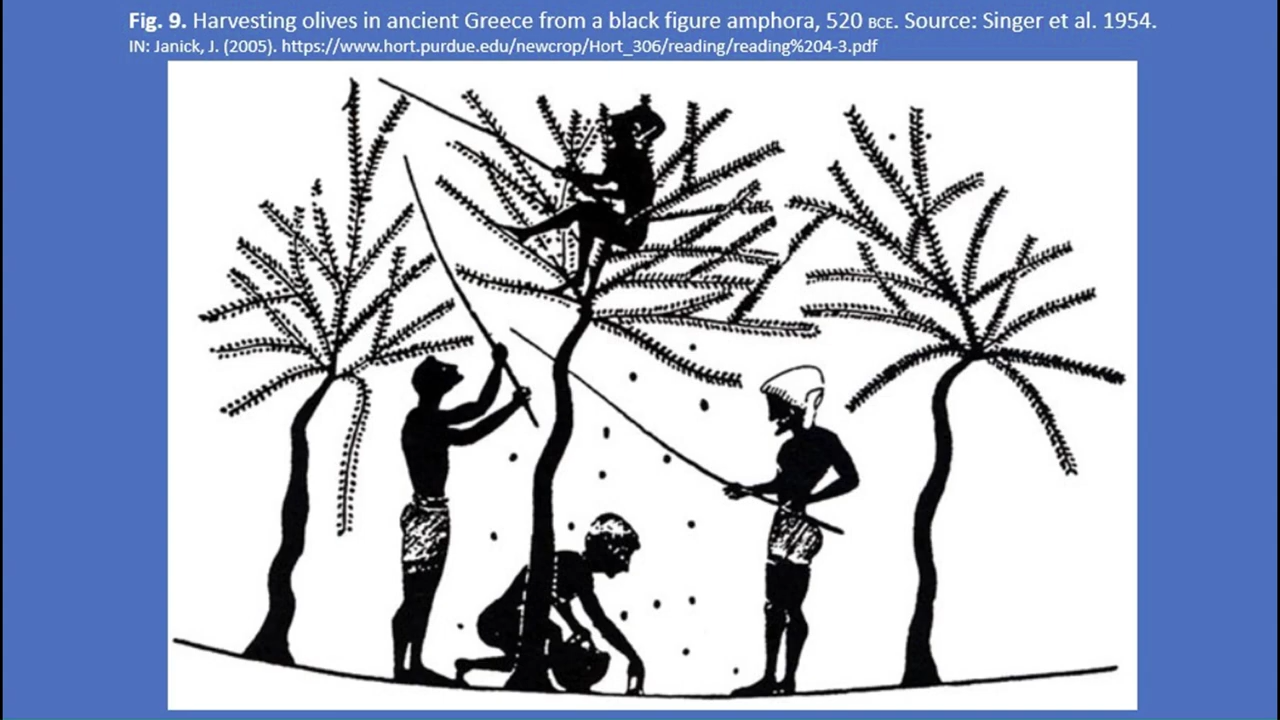 Fig. 9. Harvesting olives in ancient Greece from a black figure amphora, 520 BCE. Source: Singer et al. 1954.
IN: Janick, J. (2005). https://www.hort.purdue.edu/newcrop/Hort_306/reading/reading%204-3.pdf